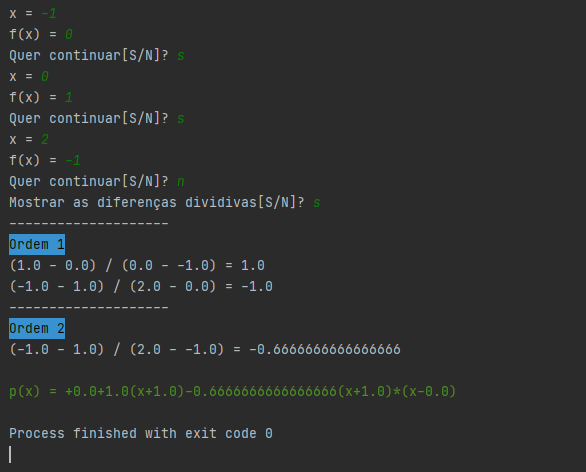 x = -1
f(x) = 0
Quer continuar[S/N]? s
x = 0
f(x) = 1
Quer continuar[S/N]? s
x = 2
f(x) = -1
Quer continuar[S/N]? n
Mostrar as diferenças dividivas[S/N]? s
--------------------
Ordem 1
(1.0 - 0.0) / (0.0 - -1.0) = 1.0
(-1.0 - 1.0) / (2.0 - 0.0) = -1.0
--------------------
Ordem 2
(-1.0 - 1.0) / (2.0 - -1.0) = -0.6666666666666666
p(x) = +0.0+1.0(x+1.0)-0.6666666666666666(x+1.0)*(x-0.0)
Process finished with exit code 0